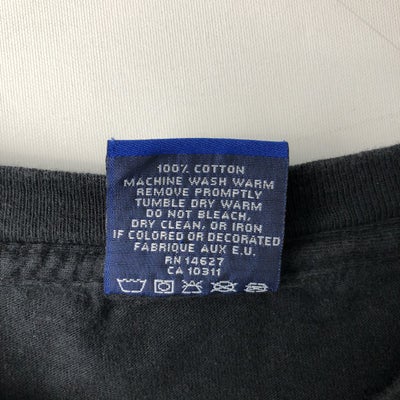 100% COTTON
MACHINE WASH WARM
REMOVE PROMPTLY
TUMBLE DRY WARM
DO NOT BLEACH,
DRY CLEAN, OR IRON
IF COLORED OR DECORATED
FABRIQUE AUX E.U.
RN 14627
CA 10311